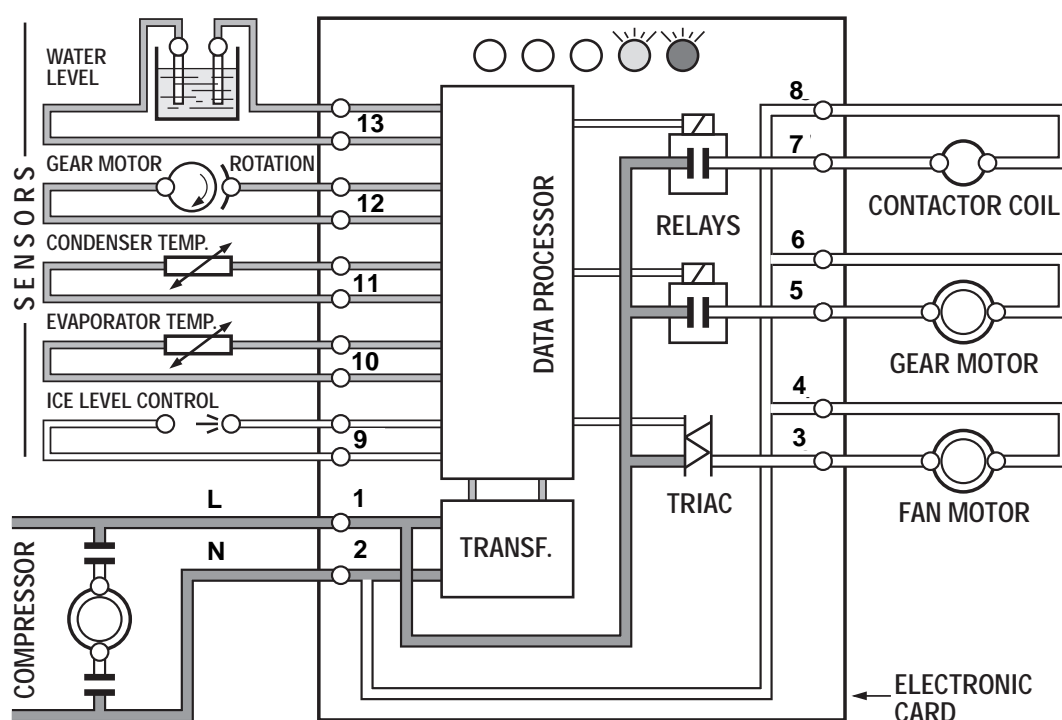 WATER
LEVEL
13
GEAR MOTOR ROTATION
12
CONDENSER TEMP.
11
EVAPORATOR TEMP.
10
ICE LEVEL CONTROL
9
SENSORS
L 1
N 2
COMPRESSOR
DATA PROCESSOR
TRANSF.
RELAYS
TRIAC
8
7
CONTACTOR COIL
6
5
GEAR MOTOR
4
3
FAN MOTOR
ELECTRONIC
CARD